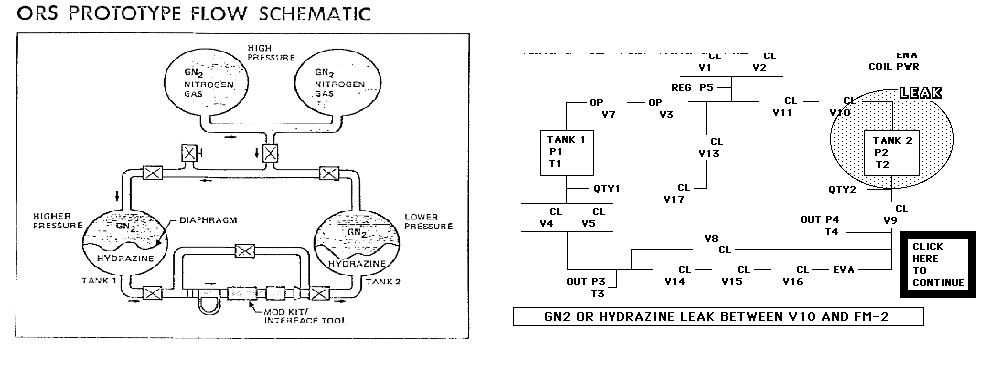 ORS PROTOTYPE FLOW SCHEMATIC
HIGH
PRESSURE
GN2
NITROGEN
GAS
GN2
NITROGEN
GAS
HIGHER
PRESSURE
DIAPHRAGM
LOWER
PRESSURE
GN2
GN2
HYDRAZINE
HYDRAZINE
TANK 1
TANK 2
MOD KIT/
INTERFACE TOOL
CL CL
V1 V2
ENA
COIL PWR
REG P5
LEAK
OP OP CL CL
V7 V3 V11 V10
TANK 1
P1
T1
CL
V13
TANK 2
P2
T2
QTY1
CL
V17
QTY2
CL CL
V4 V5
CL
V9
OUT P4
T4
V8
CL
CLICK
HERE
TO
CONTINUE
CL CL CL EVA
V14 V15 V16
OUT P3
T3
GN2 OR HYDRAZINE LEAK BETWEEN V10 AND FM-2